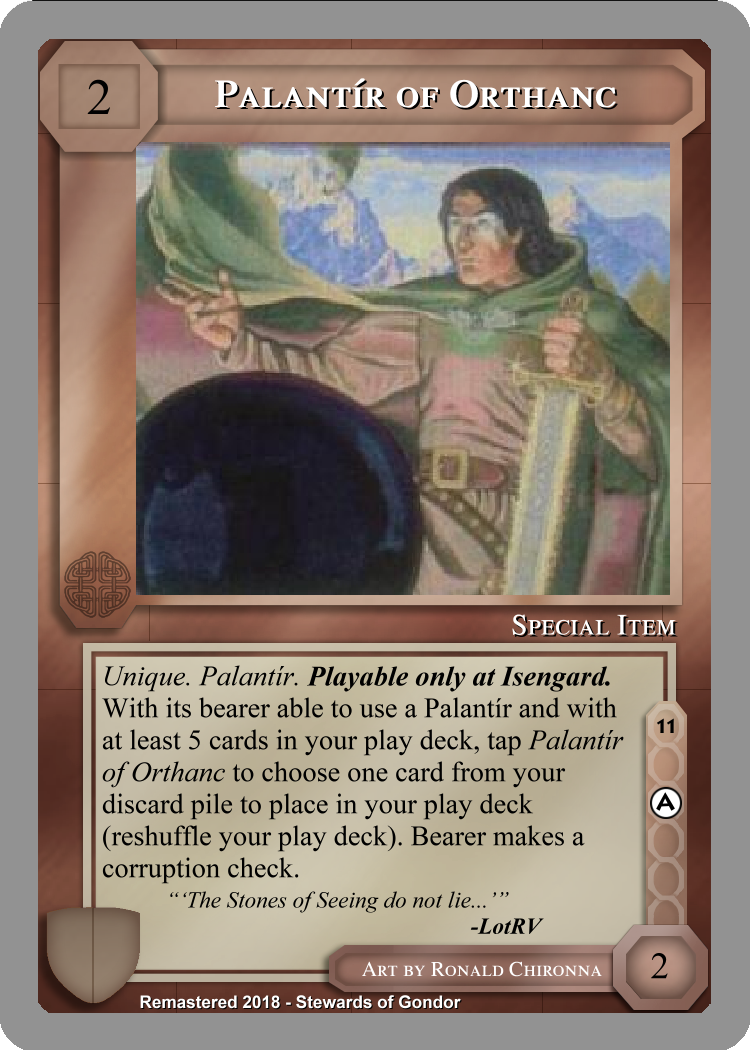 2
PALANTÍR OF ORTHANC
SPECIAL ITEM
Unique. Palantír. Playable only at Isengard.
With its bearer able to use a Palantír and with
at least 5 cards in your play deck, tap Palantír
of Orthanc to choose one card from your
discard pile to place in your play deck
(reshuffle your play deck). Bearer makes a
corruption check.
“‘The Stones of Seeing do not lie...’”
-LotRV
11
A
ART BY RONALD CHIRONNA
2
Remastered 2018 - Stewards of Gondor